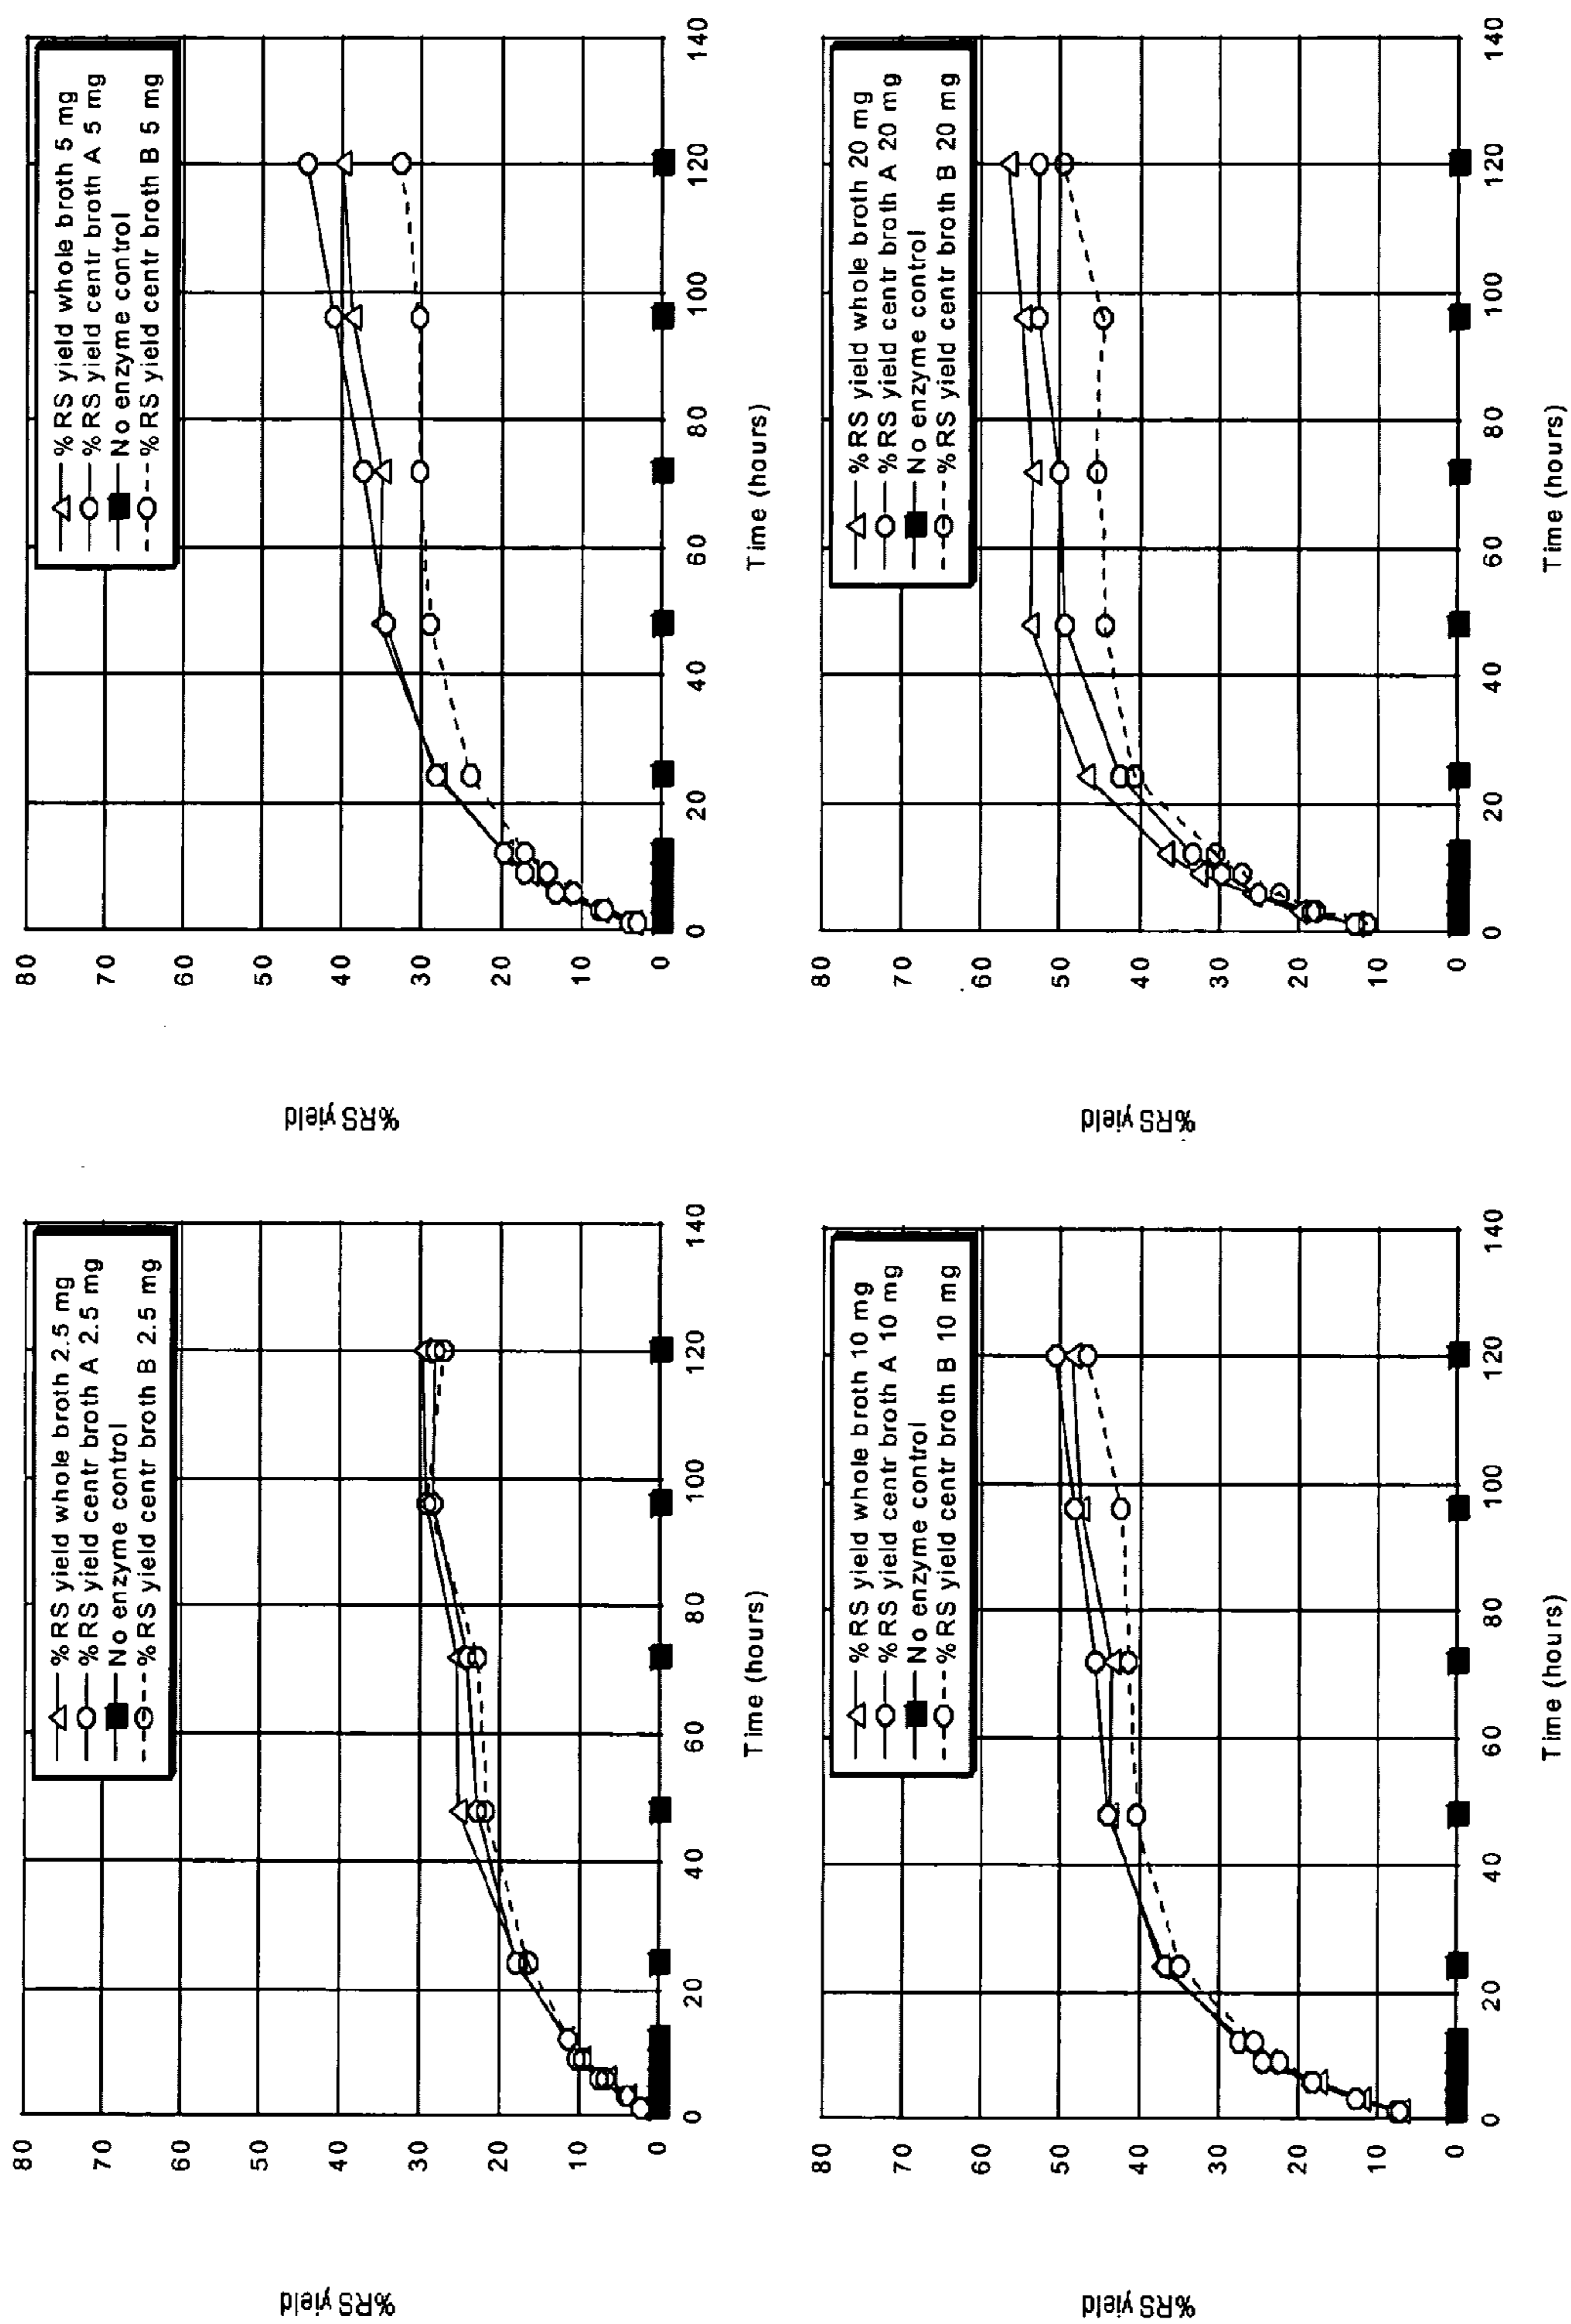 %RS yield
80
70
60
50
40
30
20
10
0
%RS yield whole broth 2.5 mg
%RS yield centr broth A 2.5 mg
No enzyme control
%RS yield centr broth B 2.5 mg
0 20 40 60 80 100 120 140
Time (hours)
%RS yield
80
70
60
50
40
30
20
10
0
%RS yield whole broth 5 mg
%RS yield centr broth A 5 mg
No enzyme control
%RS yield centr broth B 5 mg
0 20 40 60 80 100 120 140
Time (hours)
%RS yield
80
70
60
50
40
30
20
10
0
%RS yield whole broth 10 mg
%RS yield centr broth A 10 mg
No enzyme control
%RS yield centr broth B 10 mg
0 20 40 60 80 100 120 140
Time (hours)
%RS yield
80
70
60
50
40
30
20
10
0
%RS yield whole broth 20 mg
%RS yield centr broth A 20 mg
No enzyme control
%RS yield centr broth B 20 mg
0 20 40 60 80 100 120 140
Time (hours)